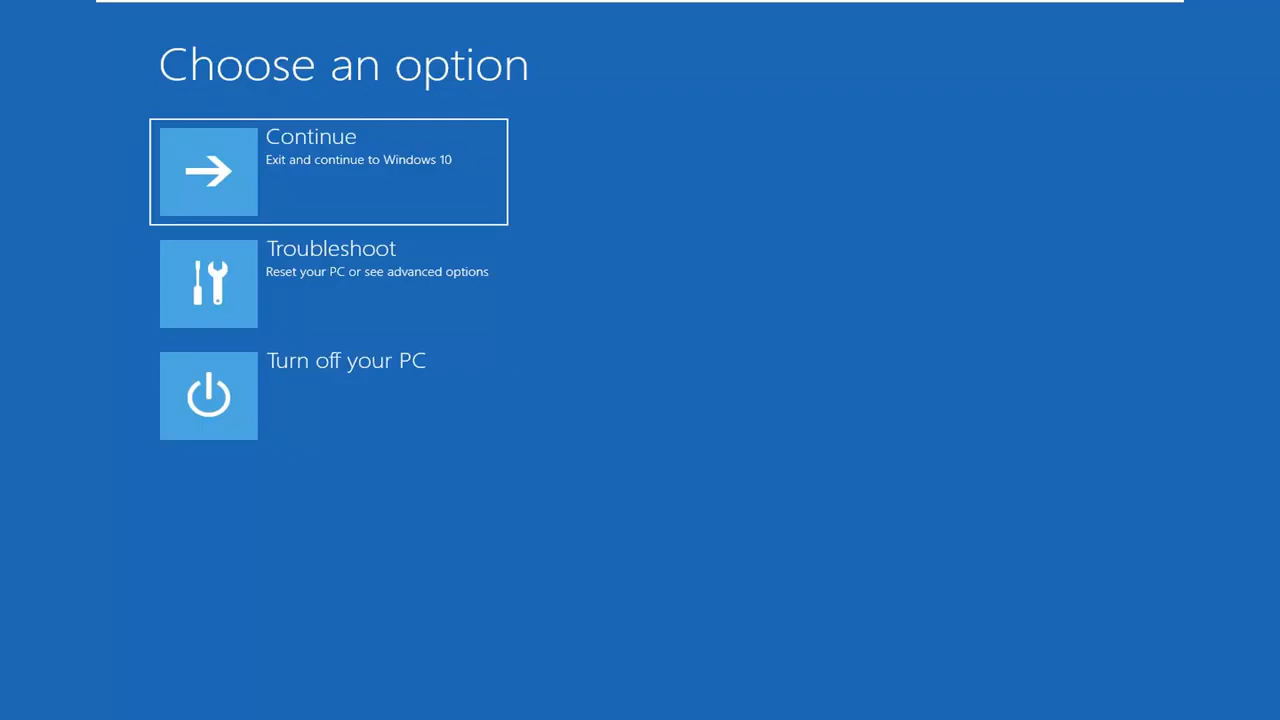 Choose an option
Continue
Exit and continue to Windows 10
Troubleshoot
Reset your PC or see advanced options
Turn off your PC